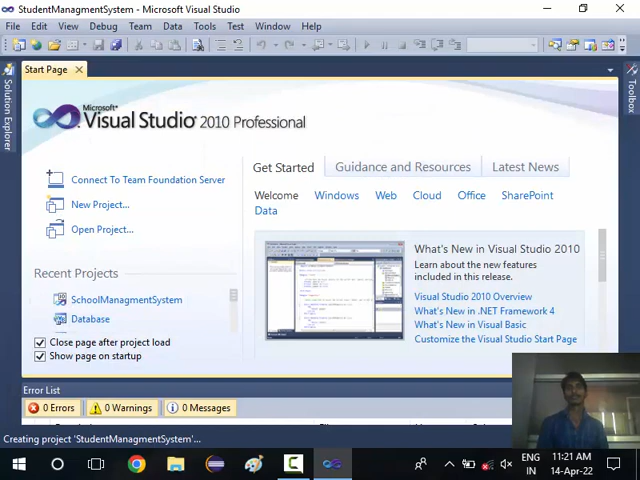 StudentManagmentSystem - Microsoft Visual Studio
File Edit View Debug Team Data Tools Test Window Help
Solution Explorer
Start Page
Toolbox
Microsoft
Visual Studio 2010 Professional
Connect To Team Foundation Server
New Project...
Open Project...
Recent Projects
SchoolManagmentSystem
Database
Close page after project load
Show page on startup
Get Started Guidance and Resources Latest News
Welcome Windows Web Cloud Office SharePoint
Data
What's New in Visual Studio 2010
Learn about the new features
included in this release.
Visual Studio 2010 Overview
What's New in .NET Framework 4
What's New in Visual Basic
Customize the Visual Studio Start Page
Error List
0 Errors 0 Warnings 0 Messages
Creating project 'StudentManagmentSystem'...
ENG
IN
11:21 AM
14-Apr-22